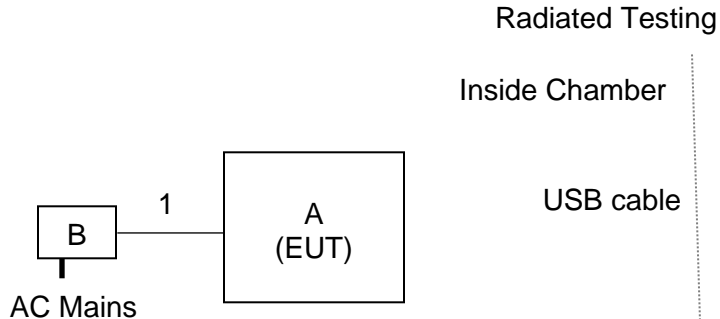 Radiated Testing
Inside Chamber
1
USB cable
A
B
(EUT)
AC Mains